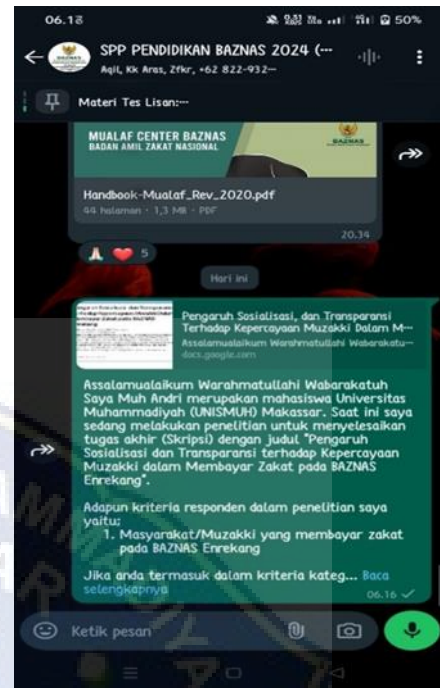 06.18
50%
SPP PENDIDIKAN BAZNAS 2024 (···
Aqil, Kk Aras, Zfkr, +62 822-932-···
Materi Tes Lisan:···
MUALAF CENTER BAZNAS
BADAN AMIL ZAKAT NASIONAL
Handbook-Mualaf_Rev_2020.pdf
44 halaman · 1,3 MB · PDF
20.34
5
Hari ini
Pengaruh Sosialisasi, dan Transparansi
Terhadap Kepercayaan Muzakki Dalam M···
Assalamualaikum Warahmatullahi Wabarakatu···
docs.google.com
Assalamualaikum Warahmatullahi Wabarakatuh
Saya Muh Andri merupakan mahasiswa Universitas
Muhammadiyah (UNISMUH) Makassar. Saat ini saya
sedang melakukan penelitian untuk menyelesaikan
tugas akhir (Skripsi) dengan judul "Pengaruh
Sosialisasi dan Transparansi terhadap Kepercayaan
Muzakki dalam Membayar Zakat pada BAZNAS
Enrekang".
Adapun kriteria responden dalam penelitian saya
yaitu:
1. Masyarakat/Muzakki yang membayar zakat
pada BAZNAS Enrekang
Jika anda termasuk dalam kriteria kateg... Baca
selengkapnya
06.16
Ketik pesan